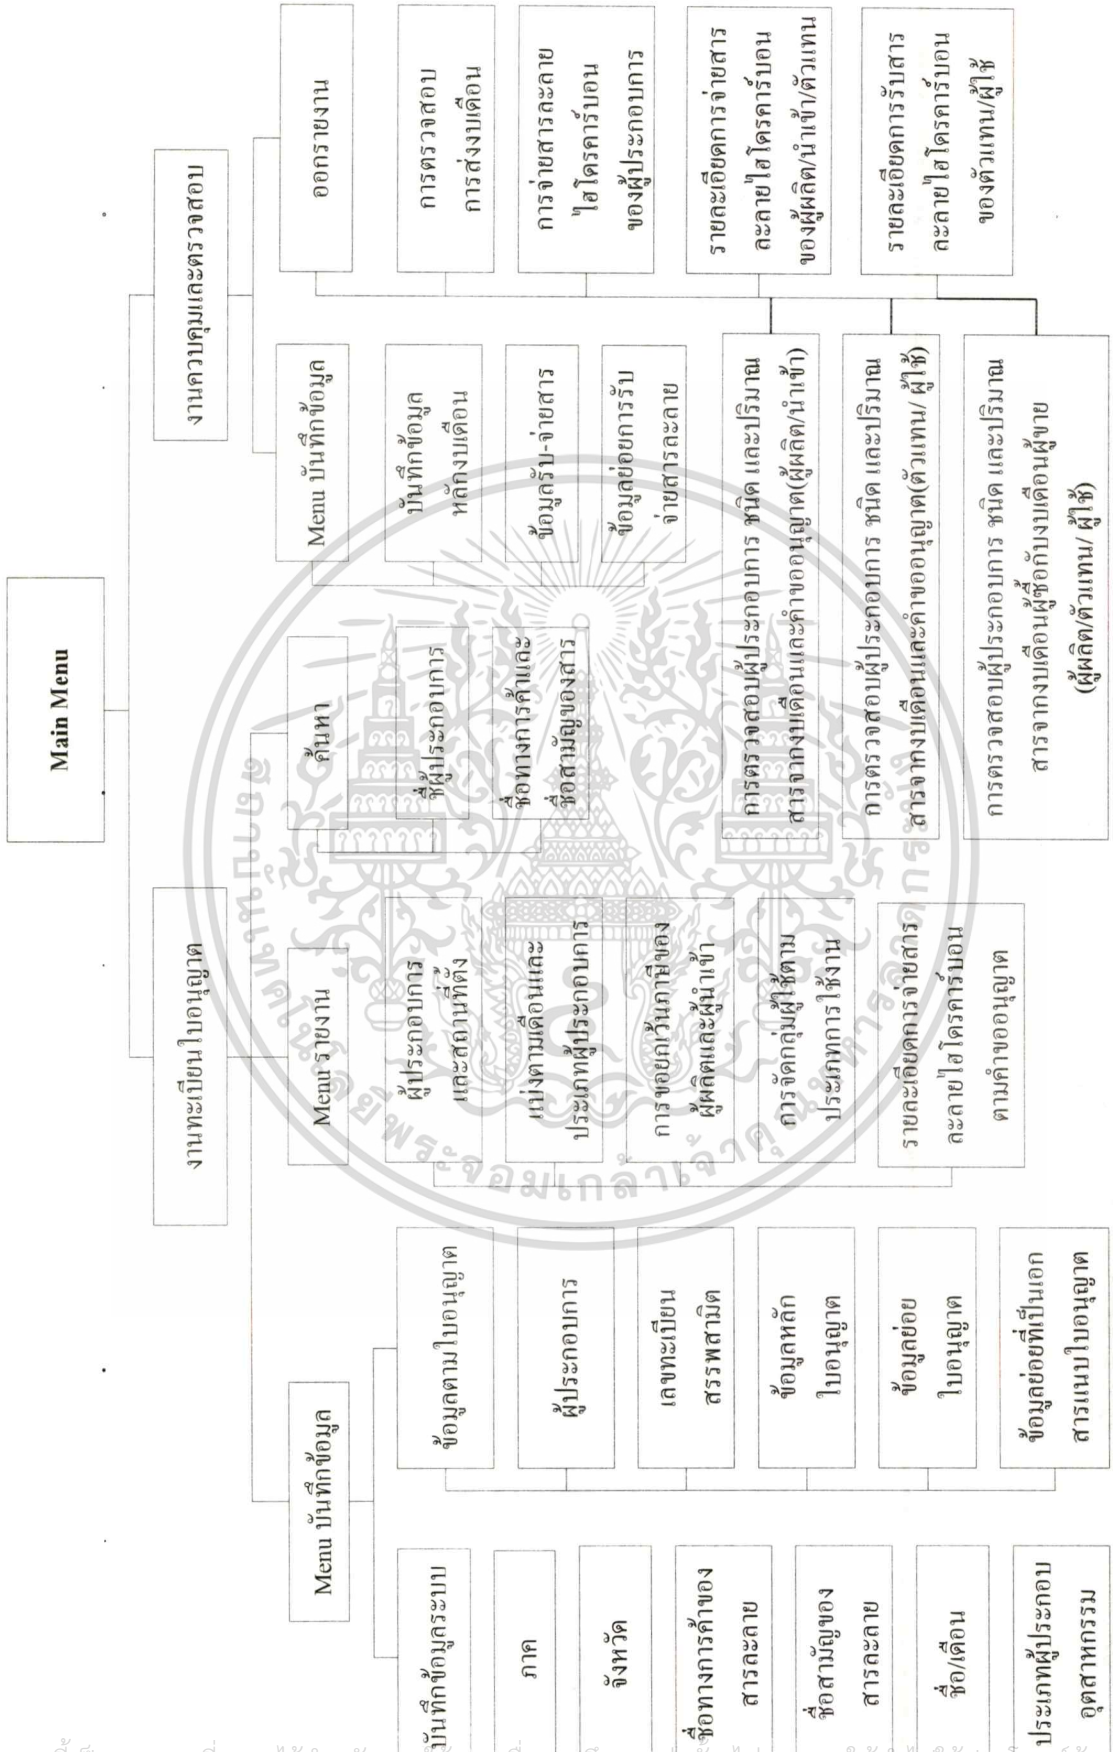 Main Menu
งานทะเบียนใบอนุญาต
งานควบคุมและตรวจสอบ
Menu บันทึกข้อมูล
Menu รายงาน
ค้นหา
Menu บันทึกข้อมูล
ออกรายงาน
บันทึกข้อมูลระบบ
ภาค
จังหวัด
ชื่อทางการค้าของ
สารละลาย
ชื่อสามัญของ
สารละลาย
ชื่อ/เดือน
ประเภทผู้ประกอบ
อุตสาหกรรม
ข้อมูลตามใบอนุญาต
ผู้ประกอบการ
เลขทะเบียน
สรรพสามิต
ข้อมูลหลัก
ใบอนุญาต
ข้อมูลย่อย
ใบอนุญาต
ข้อมูลย่อยที่เป็นเอก
สารแนบใบอนุญาต
ผู้ประกอบการ
และสถานที่ตั้ง
แบ่งตามเดือนและ
ประเภทผู้ประกอบการ
การขอยกเว้นภาษีของ
ผู้ผลิตและผู้นำเข้า
การจัดกลุ่มผู้ใช้ตาม
ประเภทการใช้งาน
รายละเอียดการจ่ายสาร
ละลายไฮโดรคาร์บอน
ตามคำขออนุญาต
ชื่ผู้ประกอบการ
ชื่อทางการค้าและ
ชื่อสามัญของสาร
บันทึกข้อมูล
หลักงบเดือน
ข้อมูลรับ-จ่ายสาร
ข้อมูลย่อยการรับ
จ่ายสารละลาย
การตรวจสอบ
การส่งงบเดือน
การจ่ายสารละลาย
ไฮโดรคาร์บอน
ของผู้ประกอบการ
รายละเอียดการจ่ายสาร
ละลายไฮโดรคาร์บอน
ของผู้ผลิต/นำเข้า/ตัวแทน
รายละเอียดการรับสาร
ละลายไฮโดรคาร์บอน
ของตัวแทน/ผู้ใช้
การตรวจสอบผู้ประกอบการ ชนิด และปริมาณ
สารจากงบเดือนและคำขออนุญาต(ผู้ผลิต/นำเข้า)
การตรวจสอบผู้ประกอบการ ชนิด และปริมาณ
สารจากงบเดือนและคำขออนุญาต(ตัวแทน/ ผู้ใช้)
การตรวจสอบผู้ประกอบการ ชนิด และปริมาณ
สารจากงบเดือนผู้ซื้อกับงบเดือนผู้ขาย
(ผู้ผลิต/ตัวแทน/ ผู้ใช้)
สถาบันเทคโนโลยีพระจอมเกล้าเจ้าคุณทหารลาดกระบัง